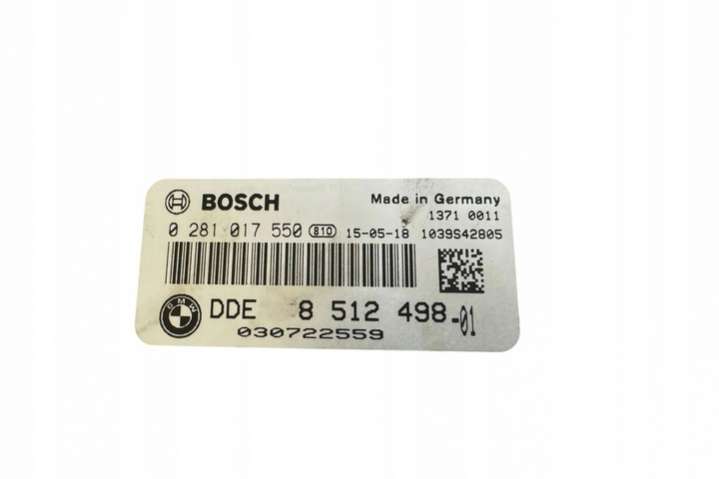 BOSCH Made in Germany
1371 0011
0 281 017 550 810 15-05-18 1039S42805
BMW DDE 8 512 498-01
030722559